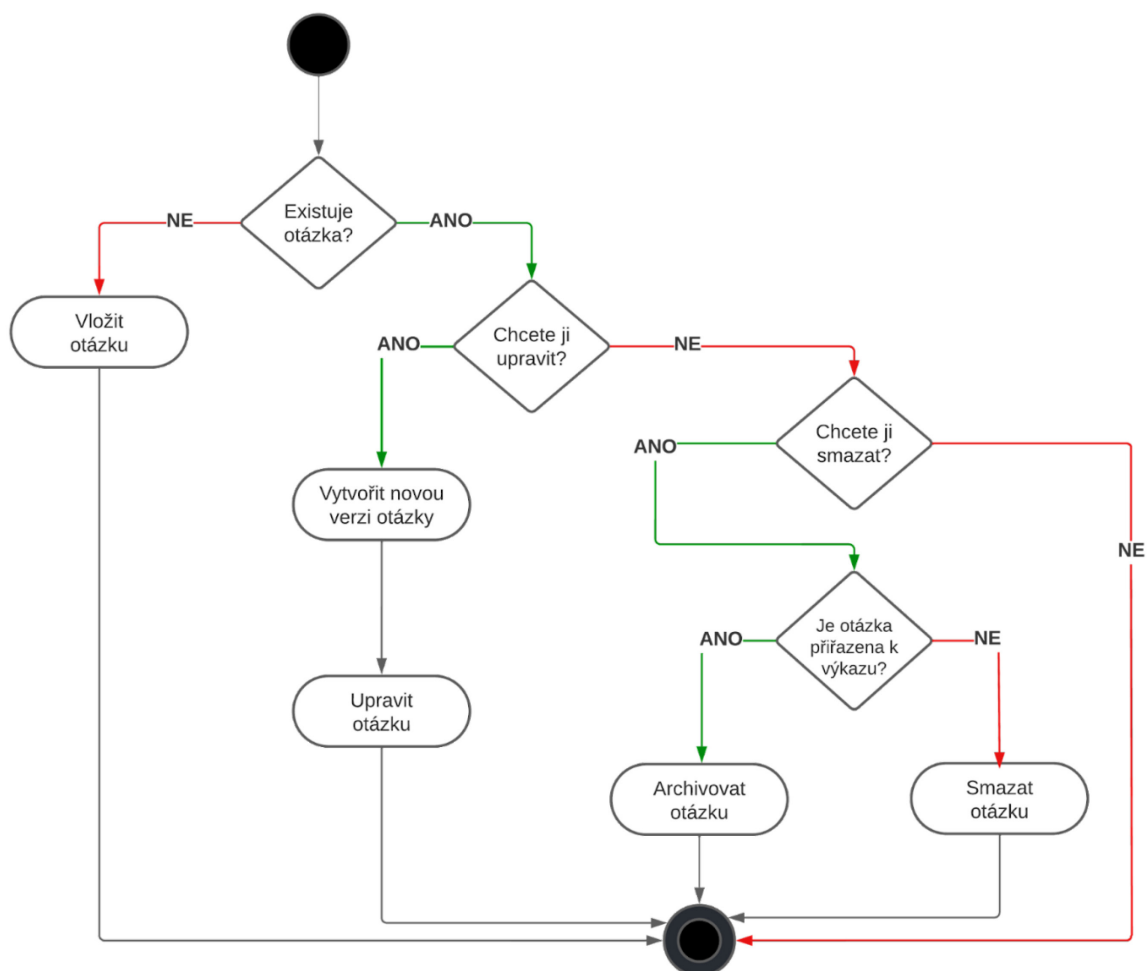 Existuje
otázka?
NE
ANO
Vložit
otázku
Chcete ji
upravit?
ANO
NE
Chcete ji
smazat?
ANO
NE
Vytvořit novou
verzi otázky
Je otázka
přiřazena k
výkazu?
ANO
NE
Upravit
otázku
Archivovat
otázku
Smazat
otázku